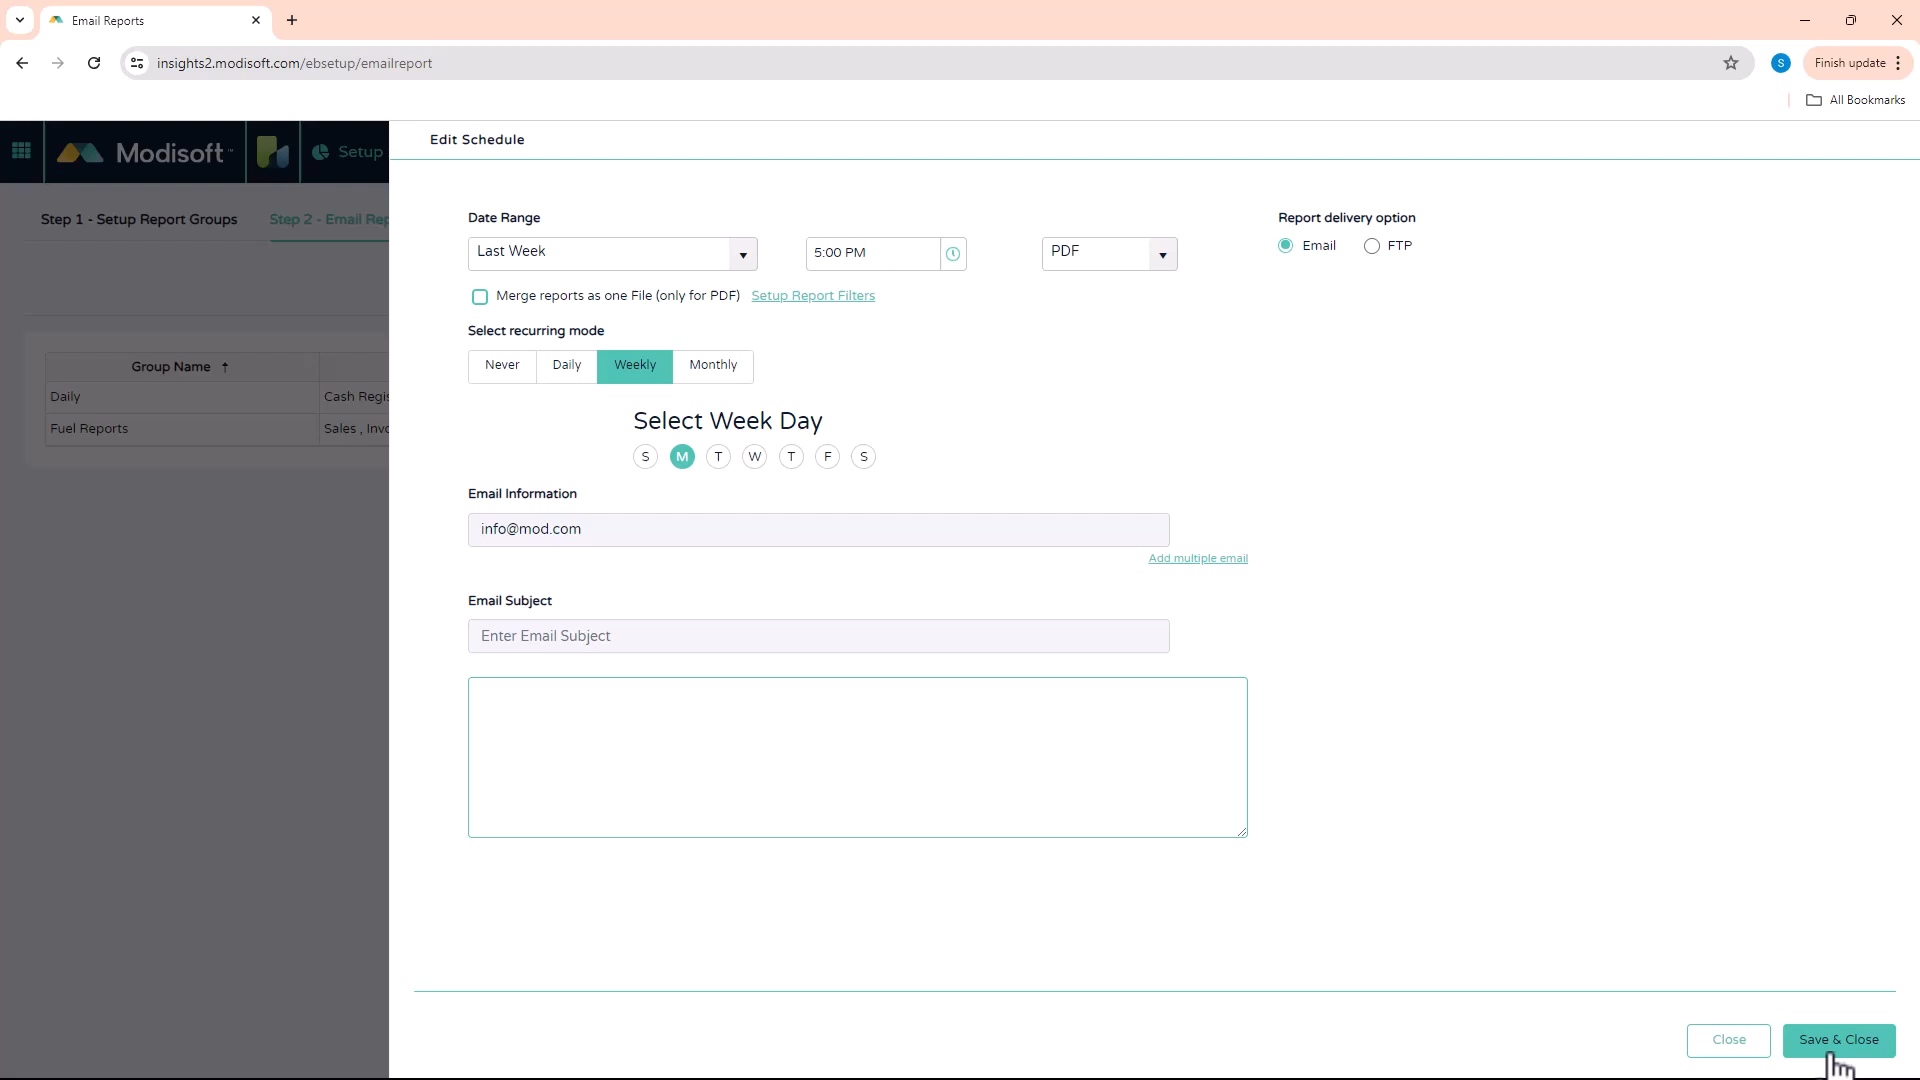 Email Reports
insights2.modisoft.com/ebsetup/emailreport
S
Finish update
All Bookmarks
Modisoft™
Setup
Edit Schedule
Step 1 - Setup Report Groups
Step 2 - Email Rep
Group Name ↑
Daily
Cash Regis
Fuel Reports
Sales , Invo
Date Range
Report delivery option
Last Week
5:00 PM
PDF
Email
FTP
Merge reports as one File (only for PDF)
Setup Report Filters
Select recurring mode
Never
Daily
Weekly
Monthly
Select Week Day
S M T W T F S
Email Information
info@mod.com
Add multiple email
Email Subject
Enter Email Subject
Close
Save & Close